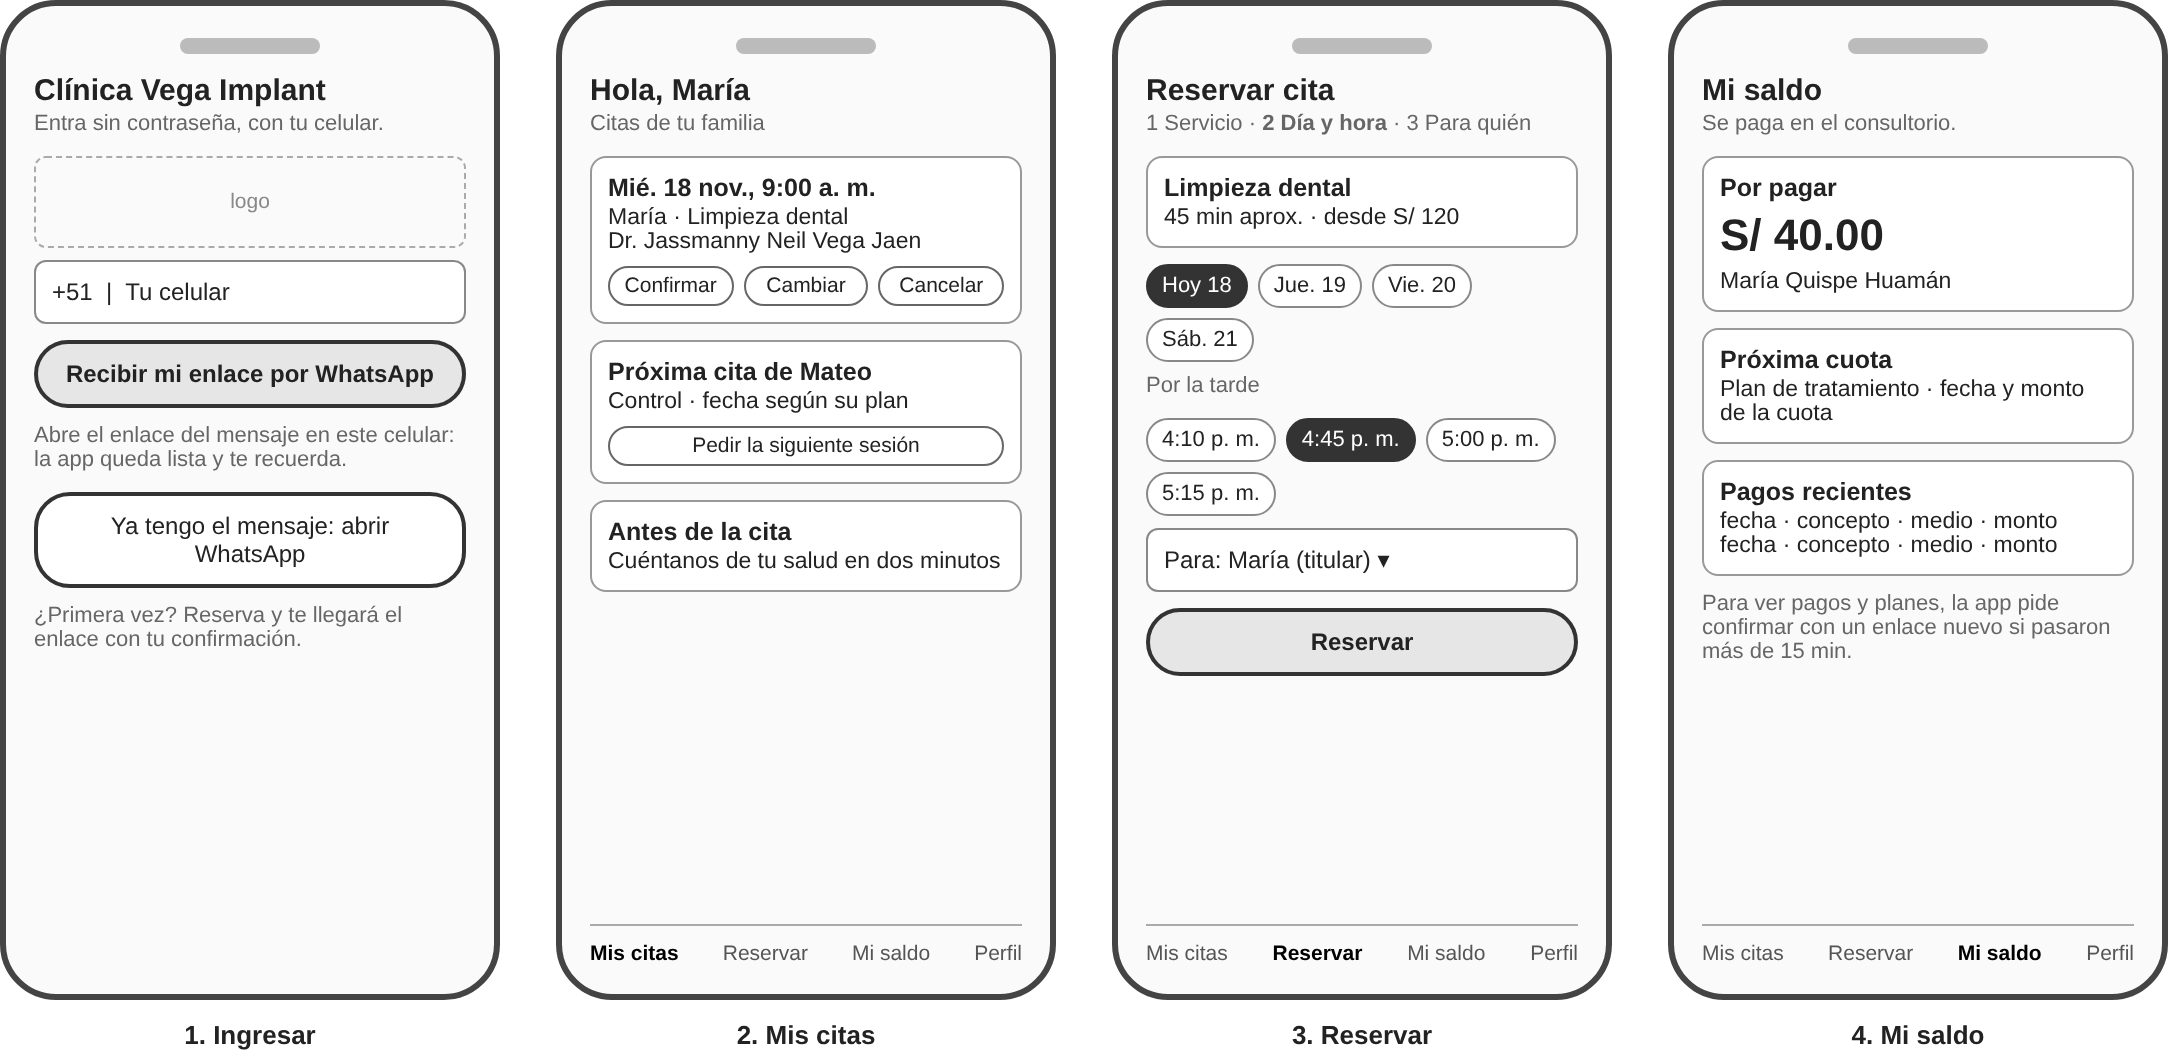 Clínica Vega Implant
Entra sin contraseña, con tu celular.
logo
+51 | Tu celular
Recibir mi enlace por WhatsApp
Abre el enlace del mensaje en este celular:
la app queda lista y te recuerda.
Ya tengo el mensaje: abrir
WhatsApp
¿Primera vez? Reserva y te llegará el
enlace con tu confirmación.
1. Ingresar
Hola, María
Citas de tu familia
Mié. 18 nov., 9:00 a. m.
María · Limpieza dental
Dr. Jassmanny Neil Vega Jaen
Confirmar Cambiar Cancelar
Próxima cita de Mateo
Control · fecha según su plan
Pedir la siguiente sesión
Antes de la cita
Cuéntanos de tu salud en dos minutos
Mis citas Reservar Mi saldo Perfil
2. Mis citas
Reservar cita
1 Servicio · 2 Día y hora · 3 Para quién
Limpieza dental
45 min aprox. · desde S/ 120
Hoy 18 Jue. 19 Vie. 20
Sáb. 21
Por la tarde
4:10 p. m. 4:45 p. m. 5:00 p. m.
5:15 p. m.
Para: María (titular) ▾
Reservar
Mis citas Reservar Mi saldo Perfil
3. Reservar
Mi saldo
Se paga en el consultorio.
Por pagar
S/ 40.00
María Quispe Huamán
Próxima cuota
Plan de tratamiento · fecha y monto
de la cuota
Pagos recientes
fecha · concepto · medio · monto
fecha · concepto · medio · monto
Para ver pagos y planes, la app pide
confirmar con un enlace nuevo si pasaron
más de 15 min.
Mis citas Reservar Mi saldo Perfil
4. Mi saldo